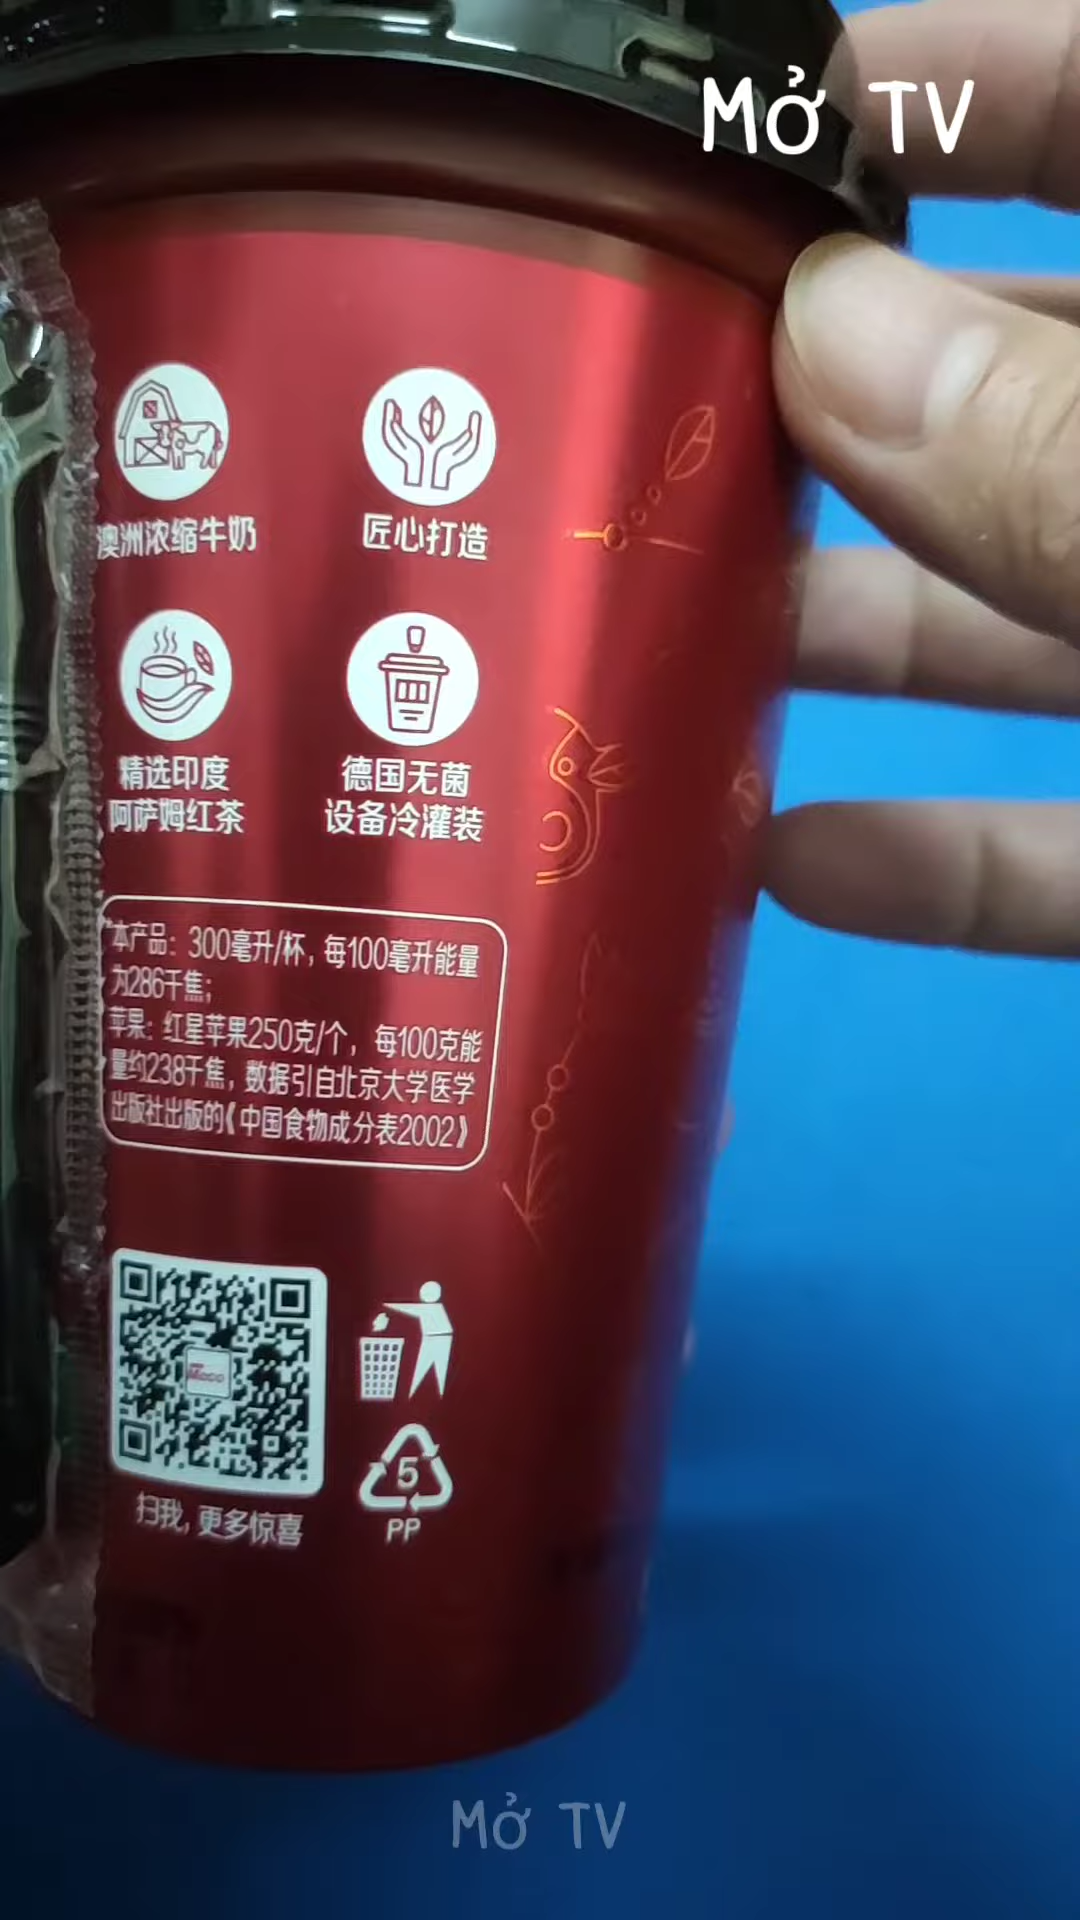 Mở TV
澳洲浓缩牛奶
匠心打造
精选印度
阿萨姆红茶
德国无菌
设备冷灌装
*本产品：300毫升/杯，每100毫升能量
为286千焦；
苹果：红星苹果250克/个，每100克能
量约238千焦，数据引自北京大学医学
出版社出版的《中国食物成分表2002》
Meco
扫我，更多惊喜
5
PP
Mở TV